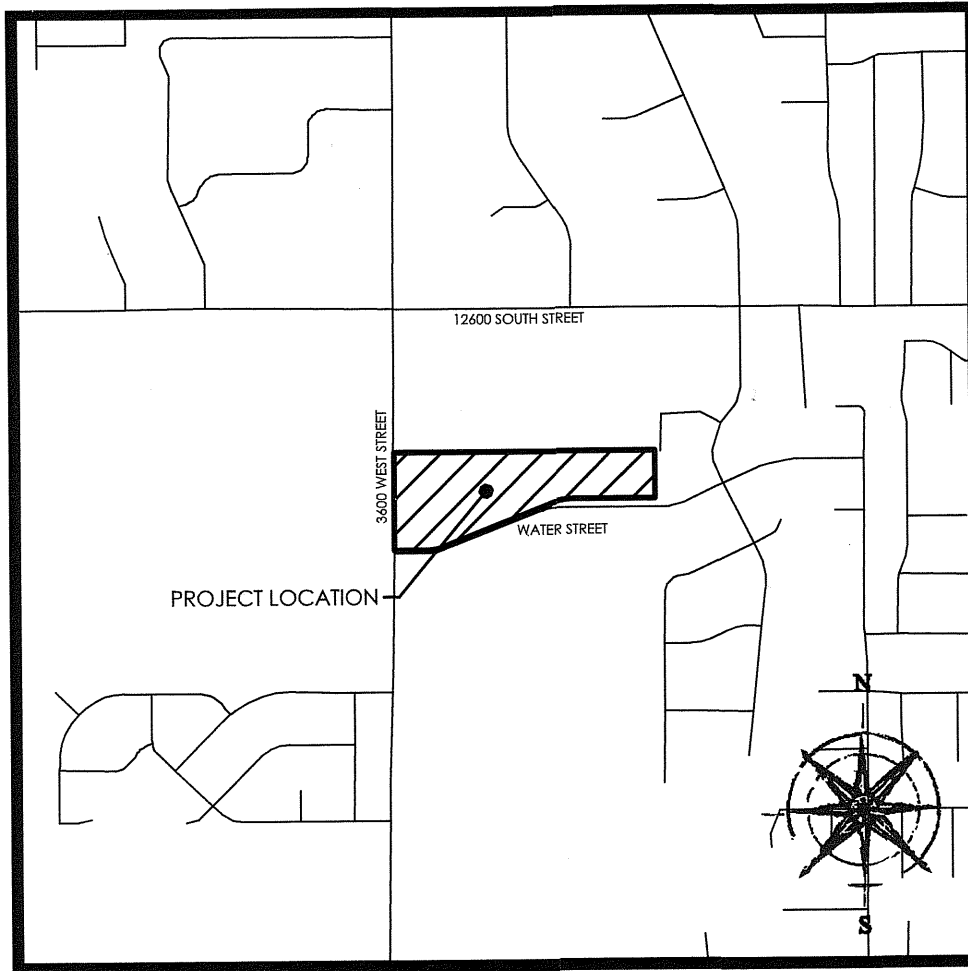 12600 SOUTH STREET
3600 WEST STREET
WATER STREET
PROJECT LOCATION
N
S